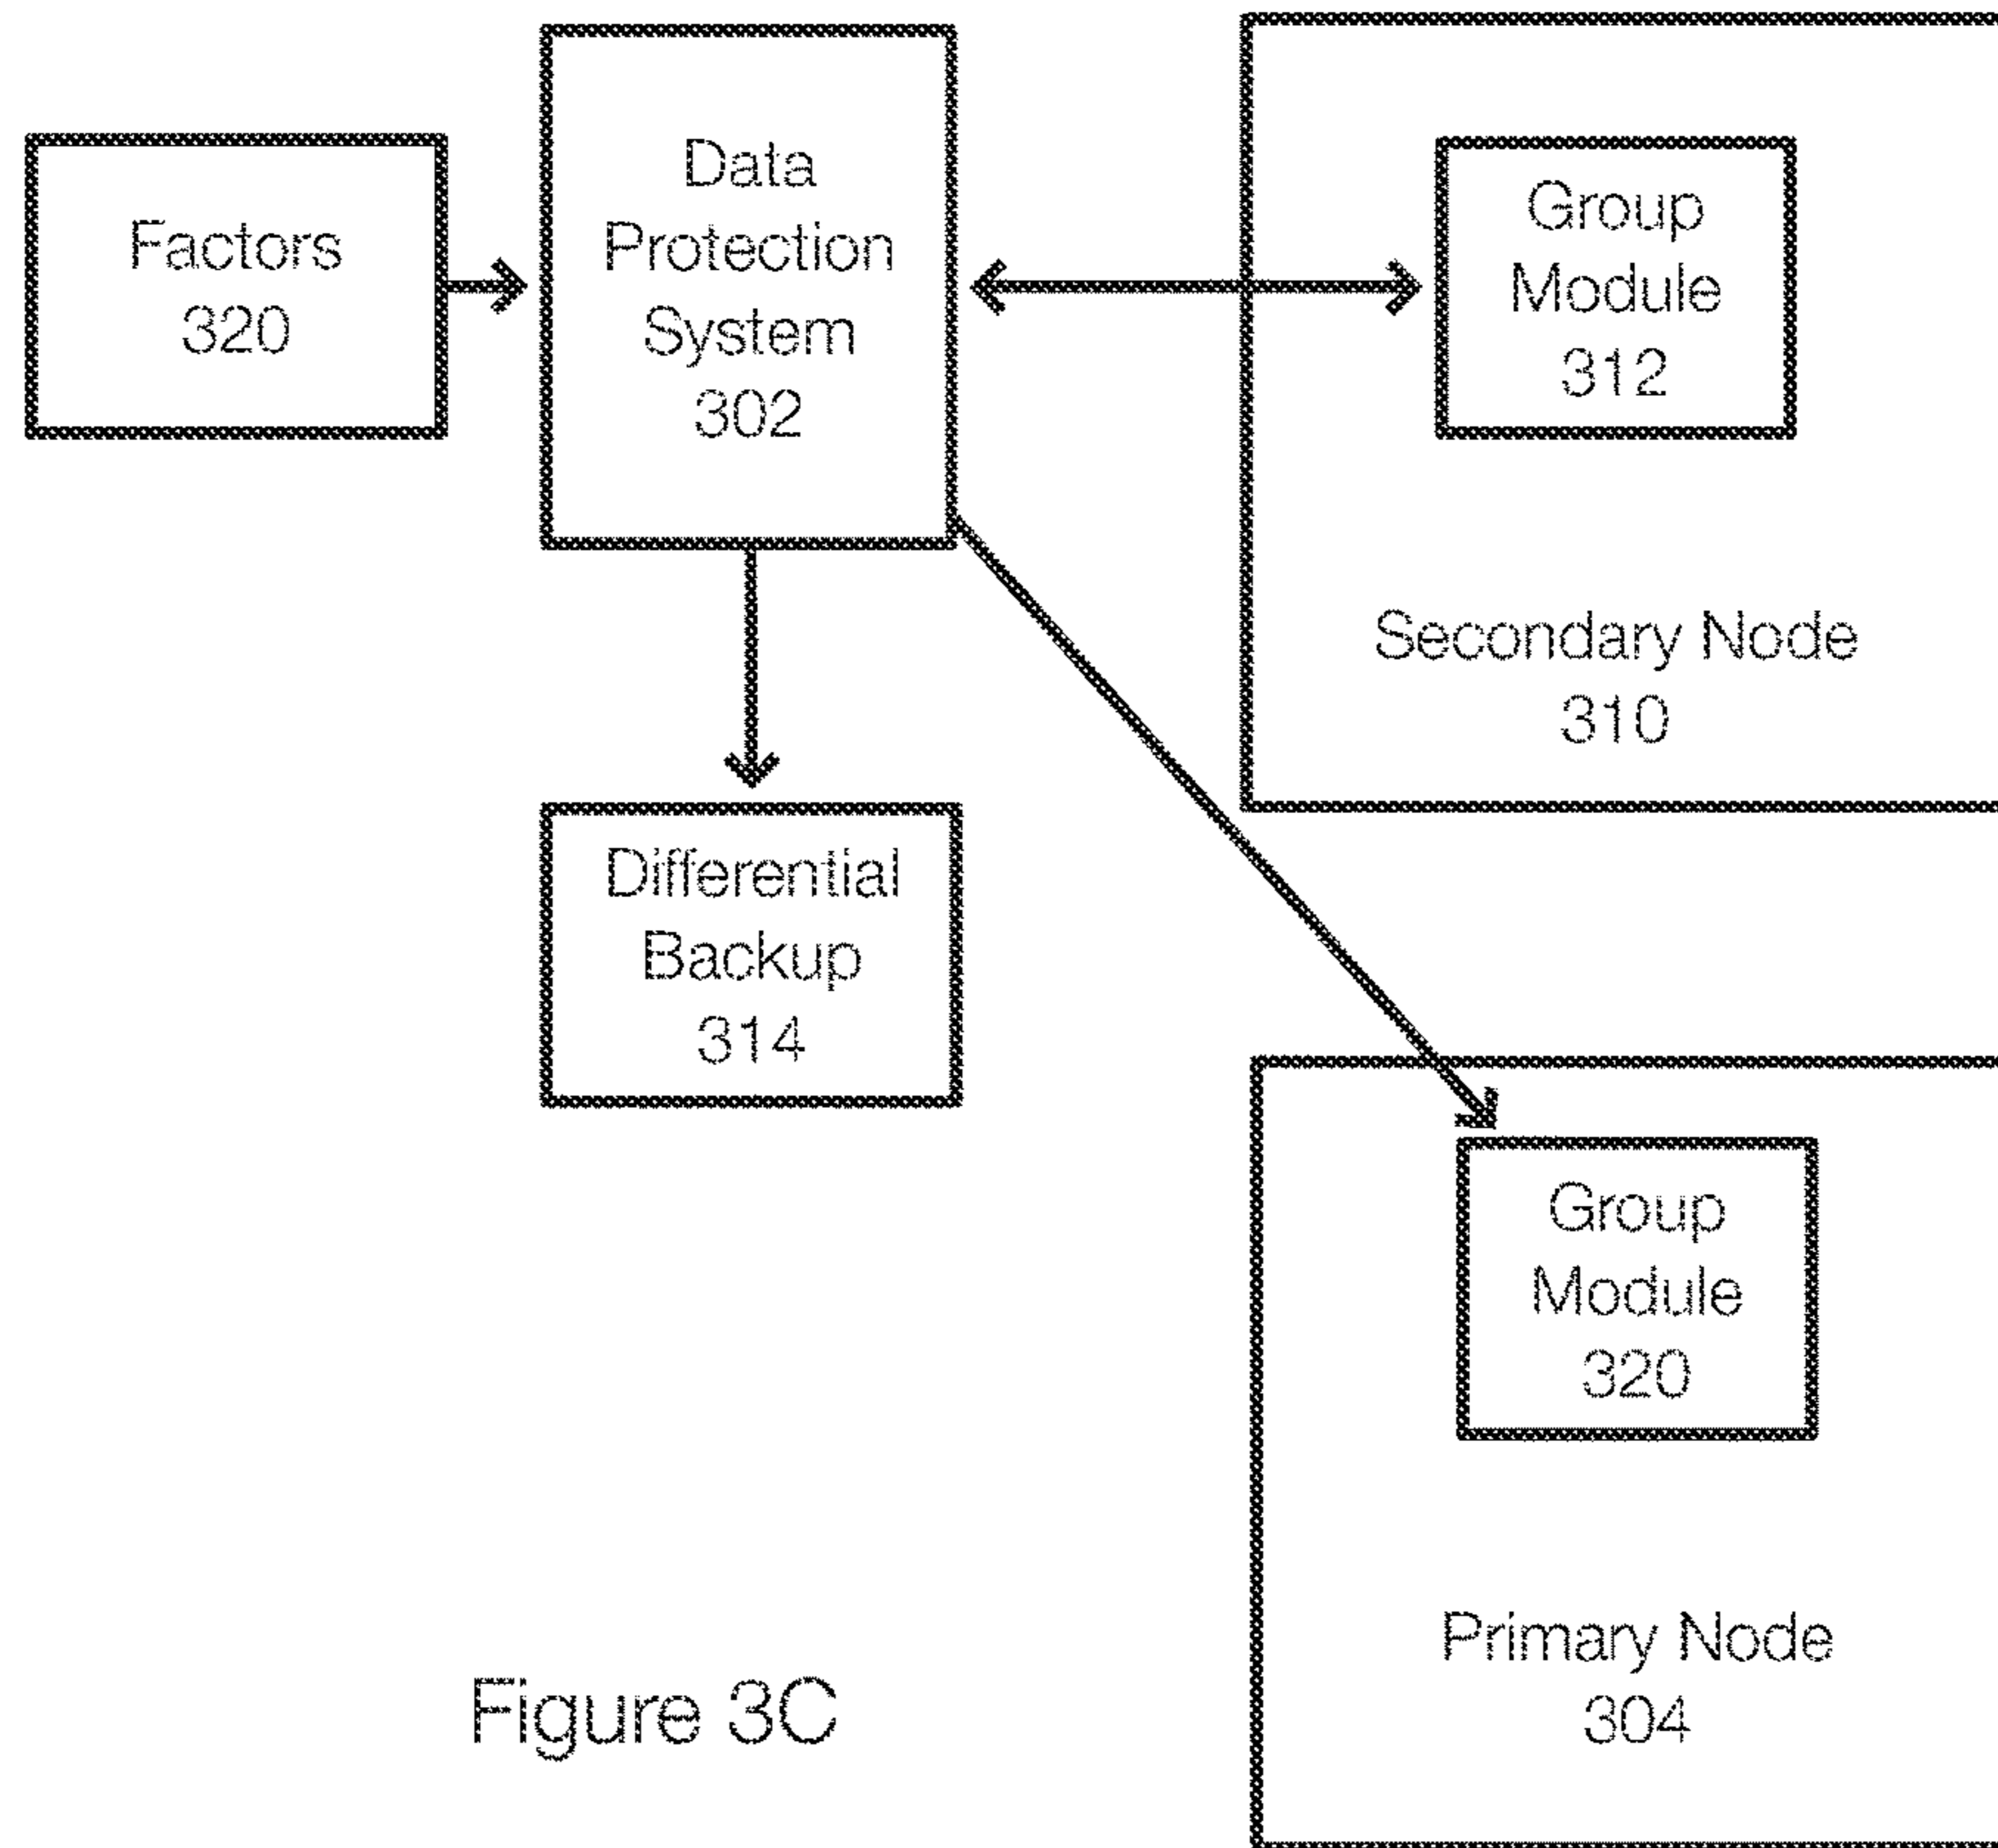 Factors
320
Data
Protection
System
302
Group
Module
312
Secondary Node
310
Differential
Backup
314
Group
Module
320
Primary Node
304
Figure 3C